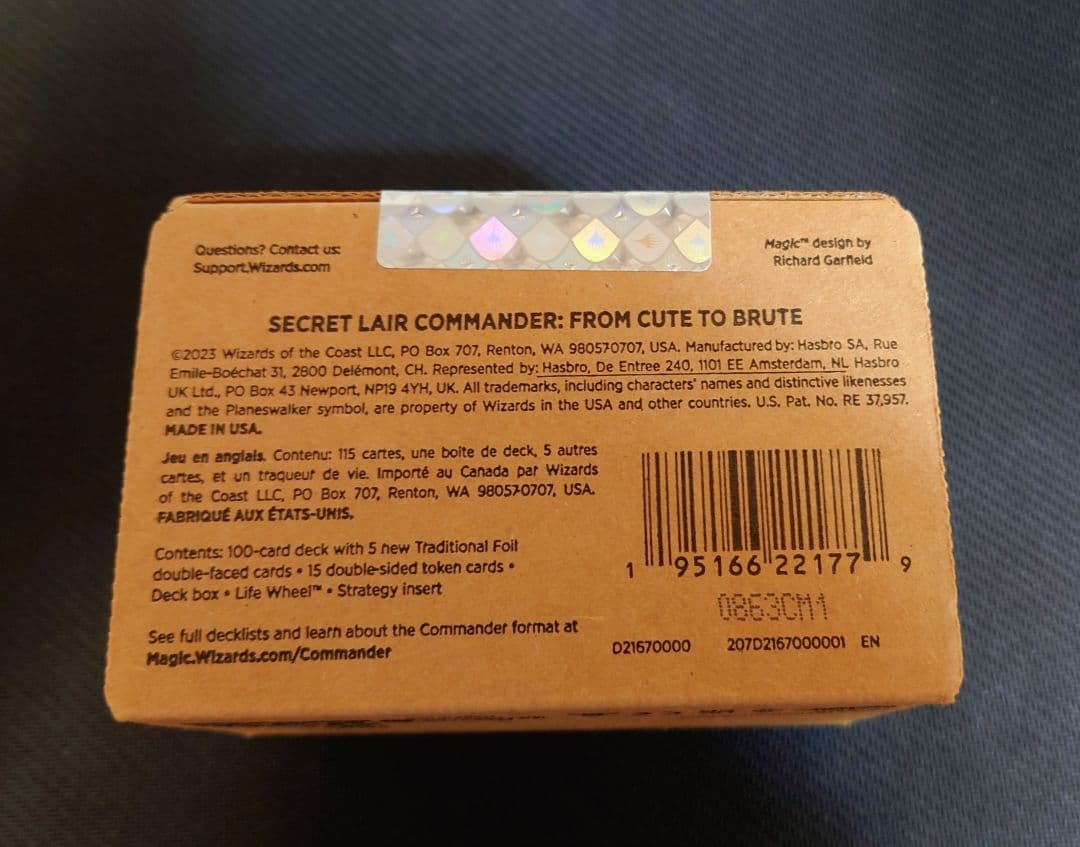 Questions? Contact us:
Support.Wizards.com
Magic™ design by
Richard Garfield
SECRET LAIR COMMANDER: FROM CUTE TO BRUTE
©2023 Wizards of the Coast LLC, PO Box 707, Renton, WA 98057-0707, USA. Manufactured by: Hasbro SA, Rue
Emile-Boéchat 31, 2800 Delémont, CH. Represented by: Hasbro, De Entree 240, 1101 EE Amsterdam, NL Hasbro
UK Ltd., PO Box 43 Newport, NP19 4YH, UK. All trademarks, including characters' names and distinctive likenesses
and the Planeswalker symbol, are property of Wizards in the USA and other countries. U.S. Pat. No. RE 37,957.
MADE IN USA.
Jeu en anglais. Contenu: 115 cartes, une boîte de deck, 5 autres
cartes, et un traqueur de vie. Importé au Canada par Wizards
of the Coast LLC, PO Box 707, Renton, WA 98057-0707, USA.
FABRIQUÉ AUX ÉTATS-UNIS.
Contents: 100-card deck with 5 new Traditional Foil
double-faced cards • 15 double-sided token cards •
Deck box • Life Wheel™ • Strategy insert
See full decklists and learn about the Commander format at
Magic.Wizards.com/Commander
1 95166 22177 9
0863CM1
D21670000 207D2167000001 EN